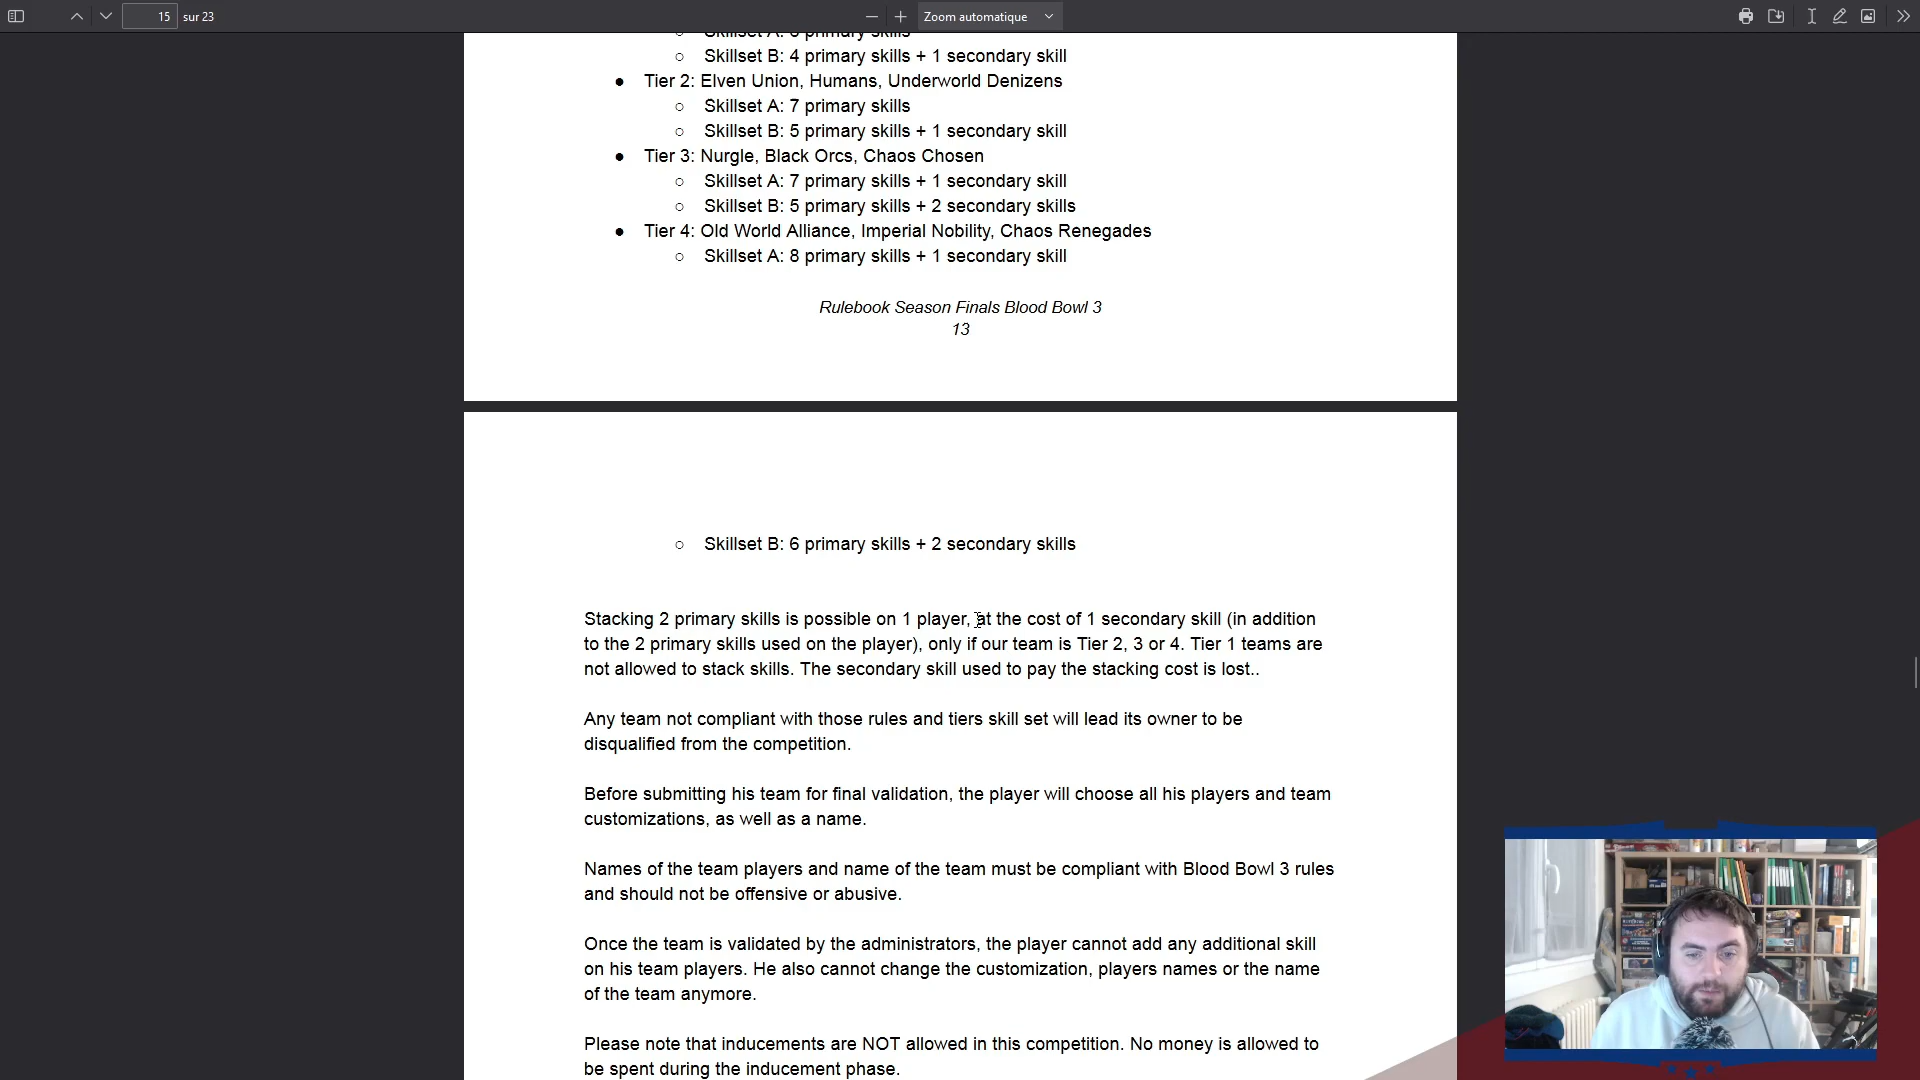 15 sur 23
Zoom automatique
Skillset A: 6 primary skills
Skillset B: 4 primary skills + 1 secondary skill
Tier 2: Elven Union, Humans, Underworld Denizens
Skillset A: 7 primary skills
Skillset B: 5 primary skills + 1 secondary skill
Tier 3: Nurgle, Black Orcs, Chaos Chosen
Skillset A: 7 primary skills + 1 secondary skill
Skillset B: 5 primary skills + 2 secondary skills
Tier 4: Old World Alliance, Imperial Nobility, Chaos Renegades
Skillset A: 8 primary skills + 1 secondary skill
Rulebook Season Finals Blood Bowl 3
13
Skillset B: 6 primary skills + 2 secondary skills
Stacking 2 primary skills is possible on 1 player, at the cost of 1 secondary skill (in addition
to the 2 primary skills used on the player), only if our team is Tier 2, 3 or 4. Tier 1 teams are
not allowed to stack skills. The secondary skill used to pay the stacking cost is lost..
Any team not compliant with those rules and tiers skill set will lead its owner to be
disqualified from the competition.
Before submitting his team for final validation, the player will choose all his players and team
customizations, as well as a name.
Names of the team players and name of the team must be compliant with Blood Bowl 3 rules
and should not be offensive or abusive.
Once the team is validated by the administrators, the player cannot add any additional skill
on his team players. He also cannot change the customization, players names or the name
of the team anymore.
Please note that inducements are NOT allowed in this competition. No money is allowed to
be spent during the inducement phase.